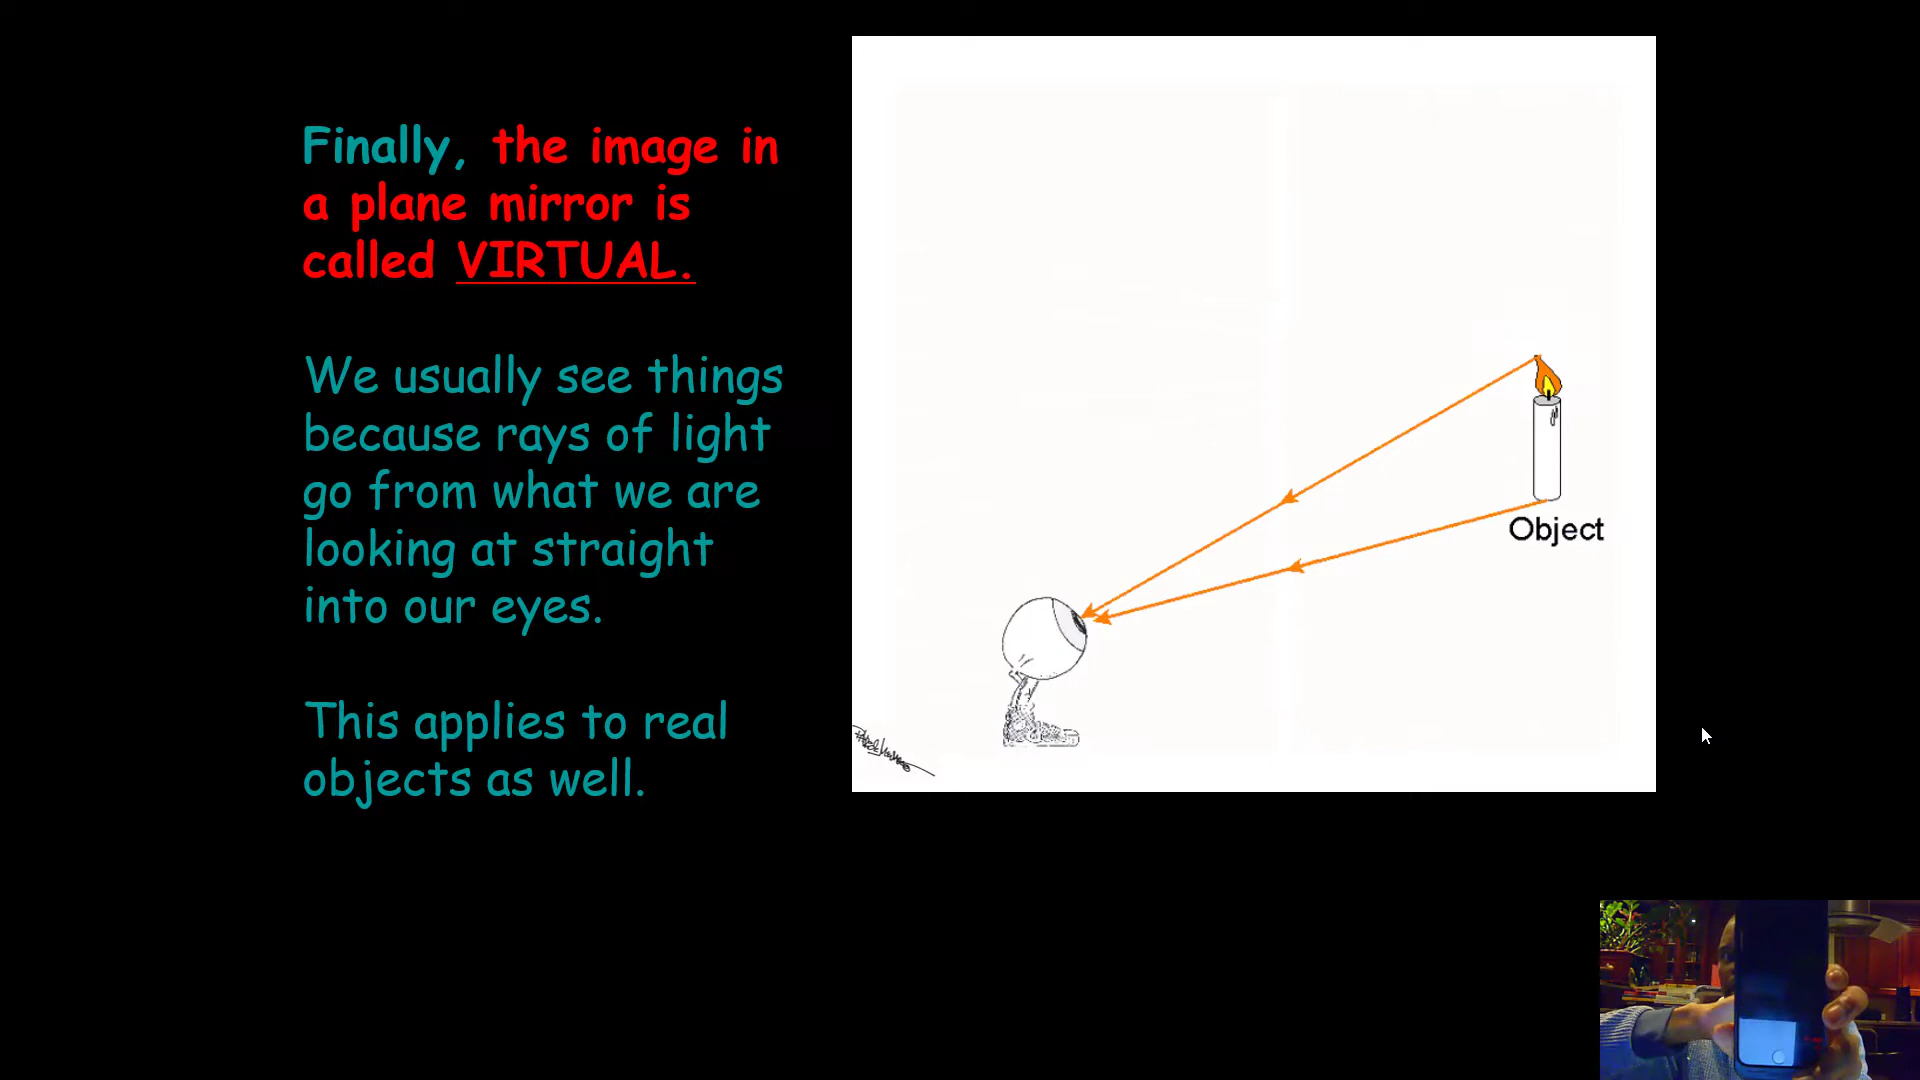 Finally, the image in
a plane mirror is
called VIRTUAL.
We usually see things
because rays of light
go from what we are
looking at straight
into our eyes.
This applies to real
objects as well.
Object